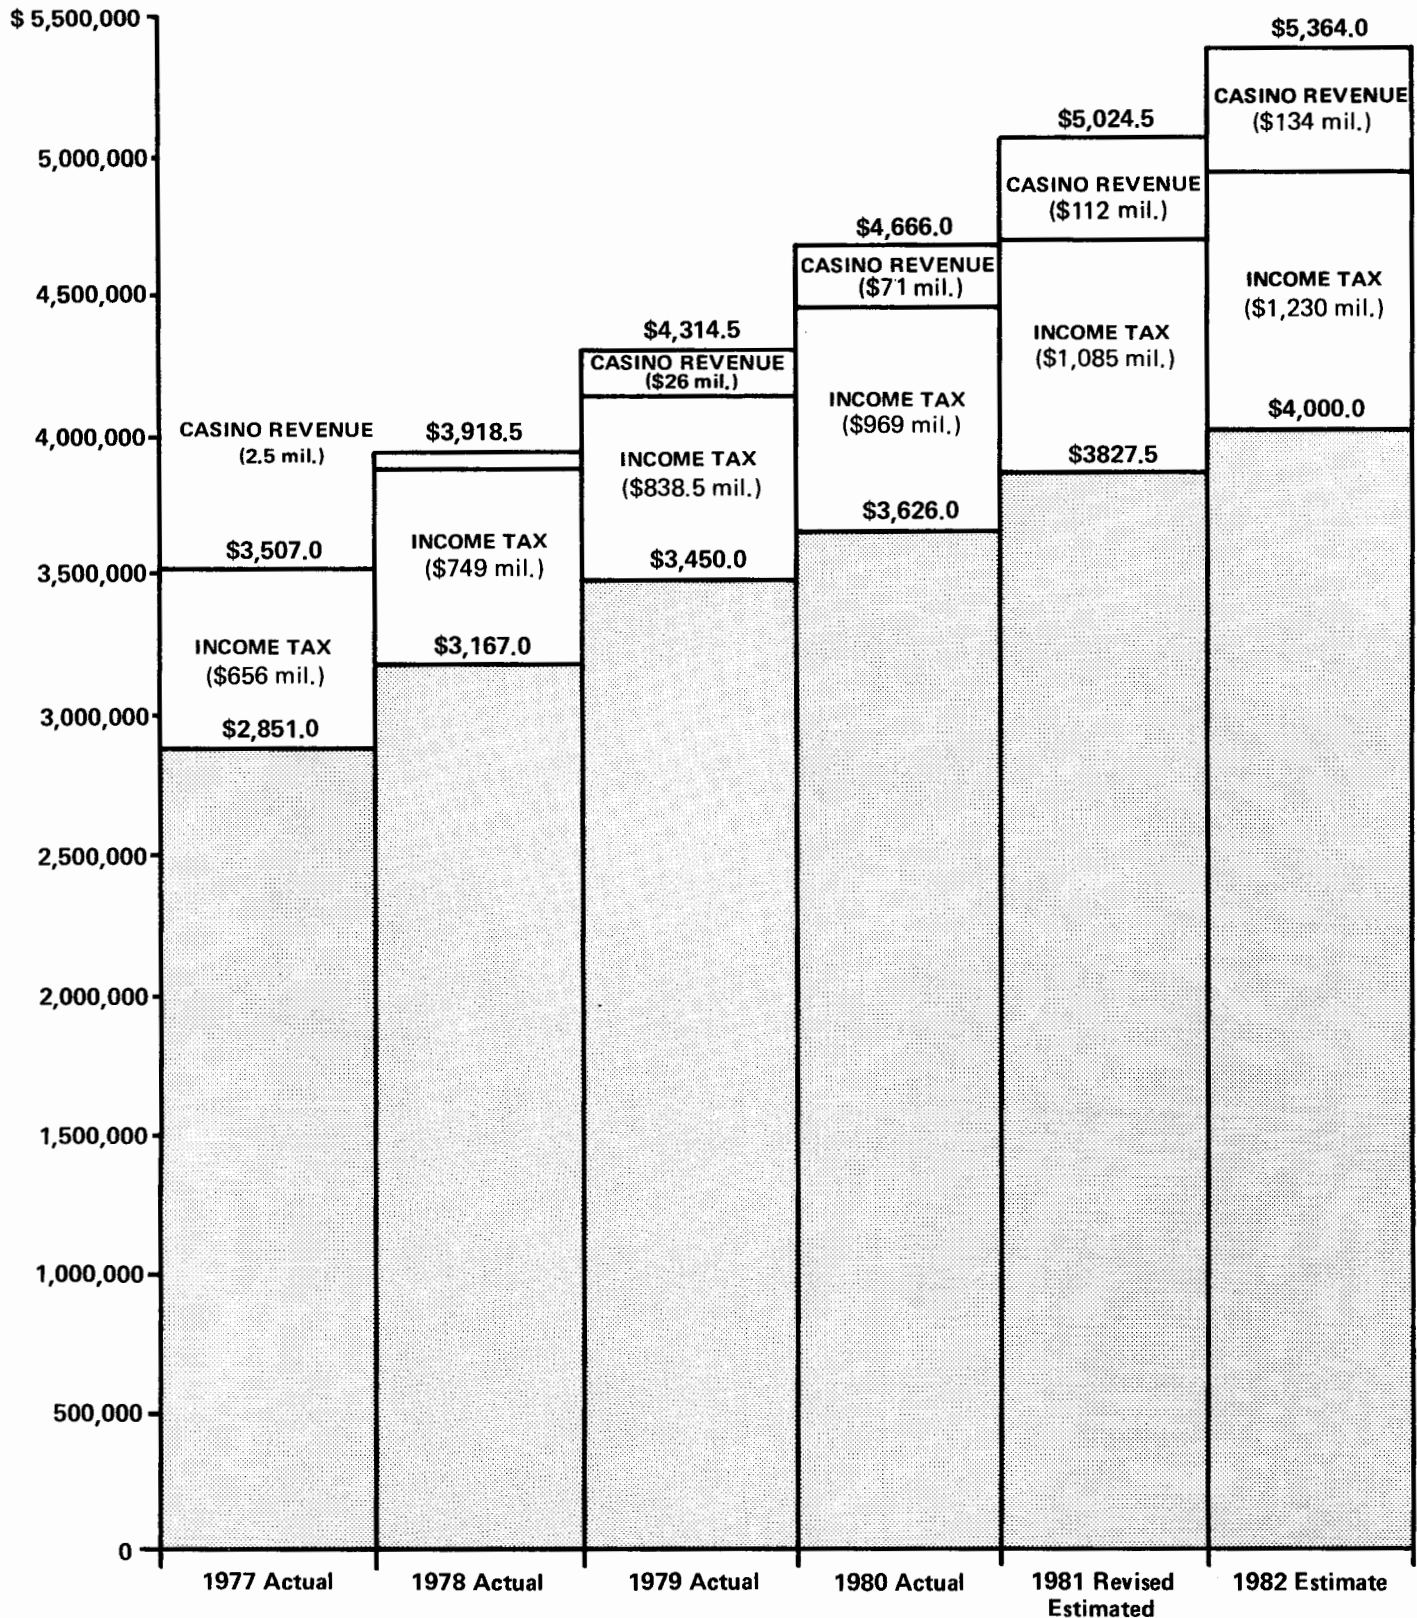 $ 5,500,000
5,000,000
4,500,000
4,000,000
3,500,000
3,000,000
2,500,000
2,000,000
1,500,000
1,000,000
500,000
0
$3,507.0
INCOME TAX
($656 mil.)
$2,851.0
1977 Actual
CASINO REVENUE
(2.5 mil.)
$3,918.5
INCOME TAX
($749 mil.)
$3,167.0
1978 Actual
$4,314.5
CASINO REVENUE
($26 mil.)
INCOME TAX
($838.5 mil.)
$3,450.0
1979 Actual
$4,666.0
CASINO REVENUE
($71 mil.)
INCOME TAX
($969 mil.)
$3,626.0
1980 Actual
$5,024.5
CASINO REVENUE
($112 mil.)
INCOME TAX
($1,085 mil.)
$3827.5
1981 Revised
Estimated
$5,364.0
CASINO REVENUE
($134 mil.)
INCOME TAX
($1,230 mil.)
$4,000.0
1982 Estimate